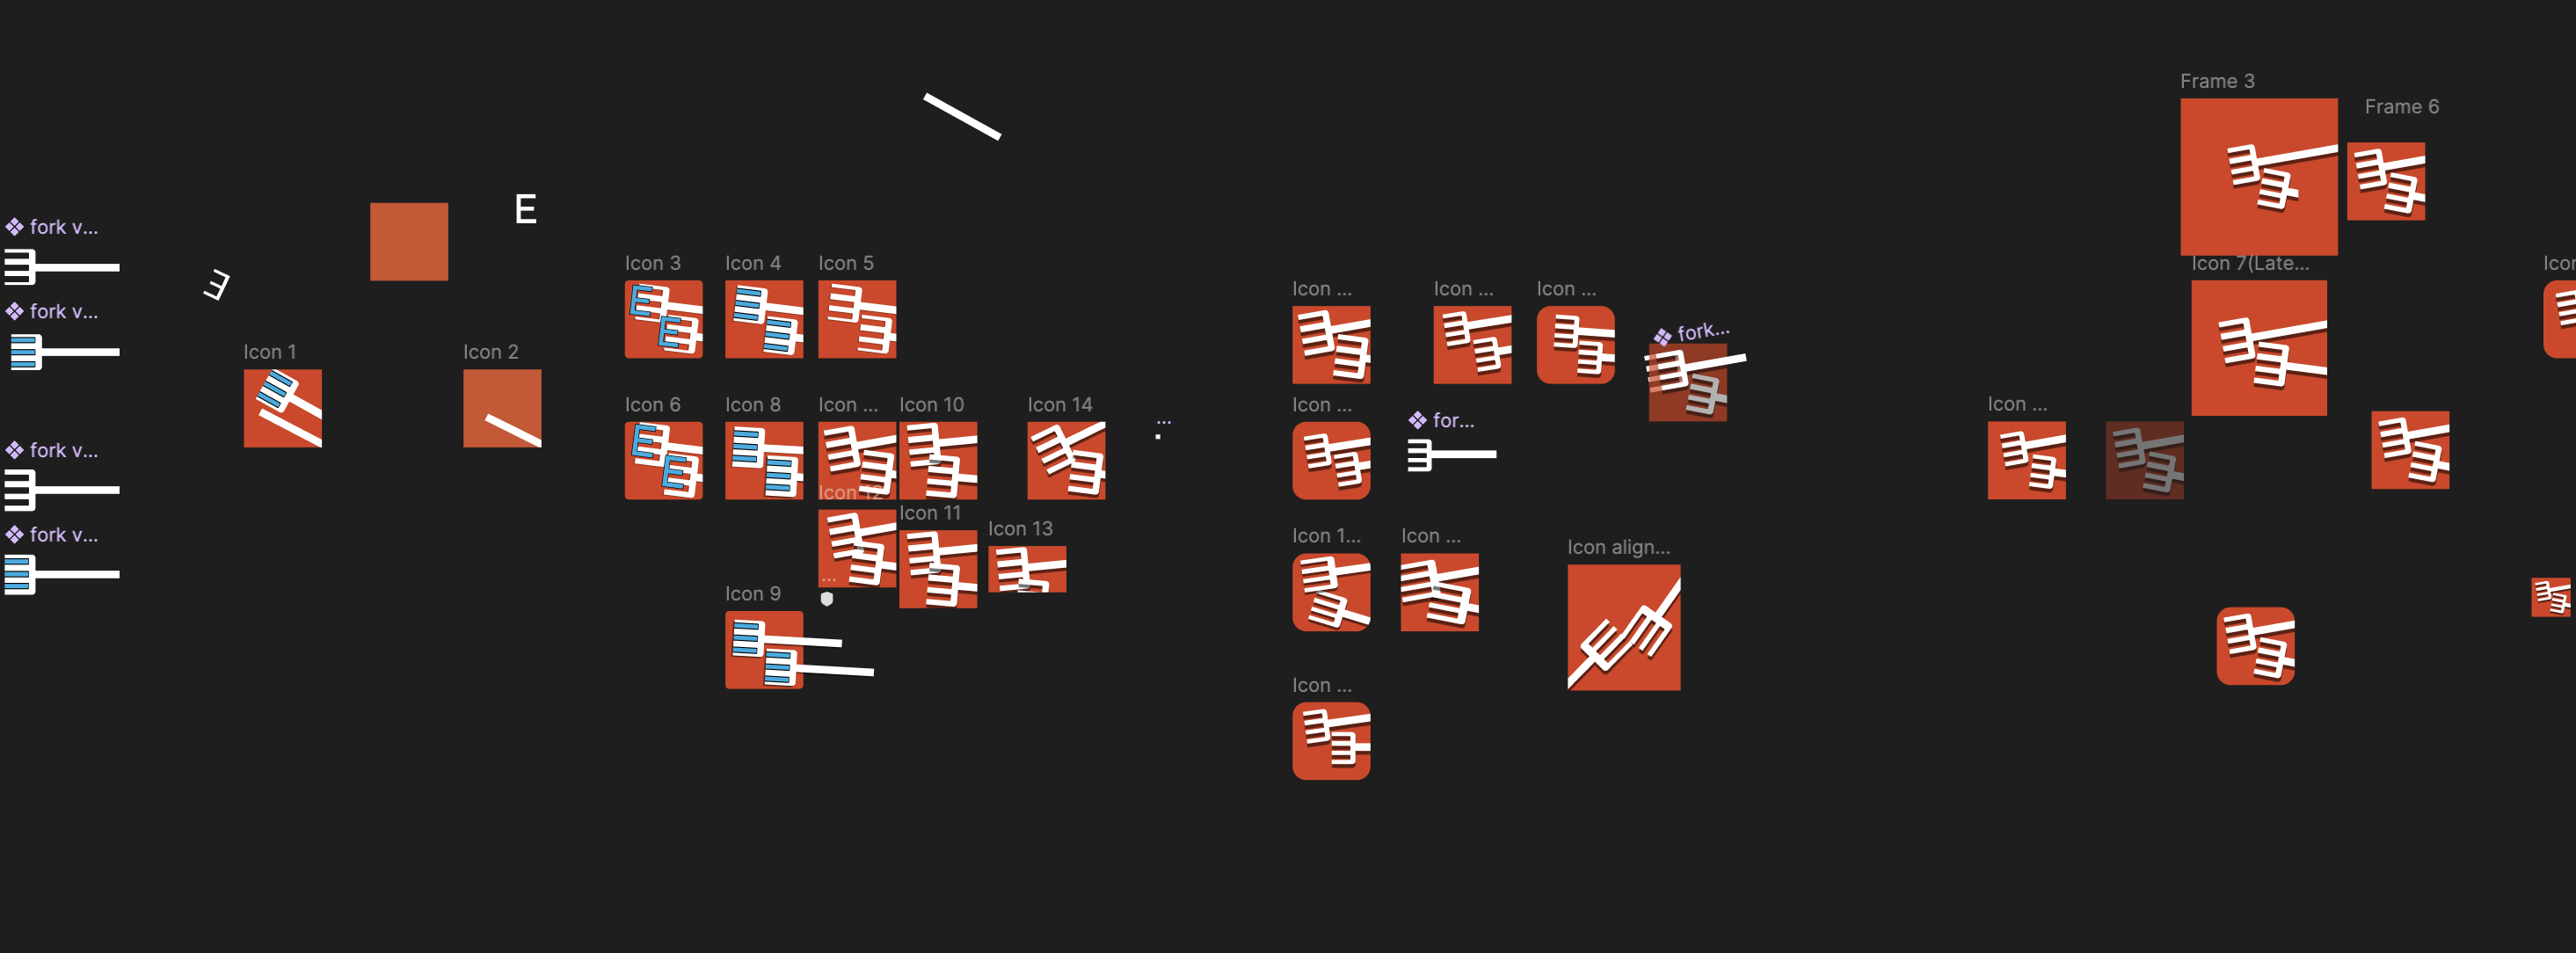 Frame 3
Frame 6
E
fork v...
Icon 3
Icon 4
Icon 5
Icon 7(Late...
Icon ...
Icon ...
Icon ...
E
fork v...
fork...
Icon 1
Icon 2
Icon 6
Icon 8
Icon ...
Icon 10
Icon 14
...
Icon ...
for...
Icon ...
fork v...
Icon 12
Icon 11
Icon 13
fork v...
Icon 1...
Icon ...
Icon align...
...
Icon 9
Icon ...